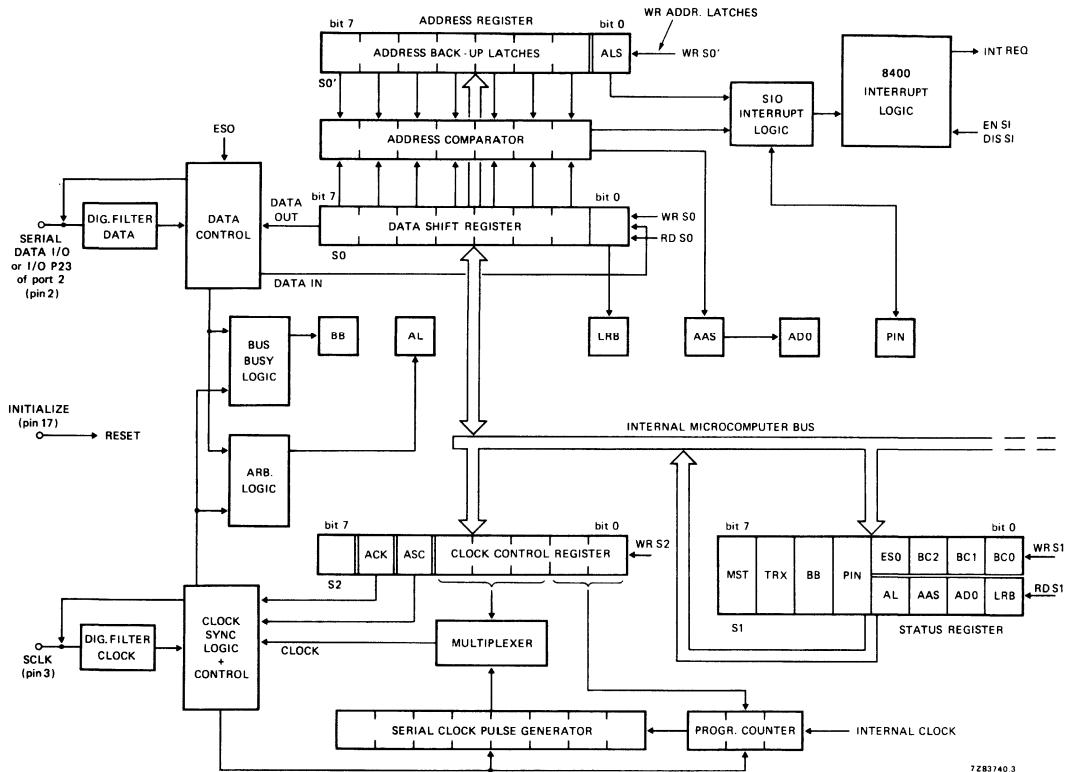 WR ADDR. LATCHES
ADDRESS REGISTER
bit 7
bit 0
ADDRESS BACK-UP LATCHES
ALS
WR S0'
S0'
INT REQ
8400
INTERRUPT
LOGIC
SIO
INTERRUPT
LOGIC
EN SI
DIS SI
ADDRESS COMPARATOR
ESO
bit 7
bit 0
DATA
OUT
DATA SHIFT REGISTER
WR S0
RD S0
S0
DIG. FILTER
DATA
DATA
CONTROL
SERIAL
DATA I/O
or I/O P23
of port 2
(pin 2)
DATA IN
BUS
BUSY
LOGIC
BB
AL
LRB
AAS
AD0
PIN
INITIALIZE
(pin 17)
RESET
INTERNAL MICROCOMPUTER BUS
ARB.
LOGIC
bit 7
bit 0
ACK
ASC
CLOCK CONTROL REGISTER
WR S2
S2
bit 7
bit 0
MST
TRX
BB
PIN
ES0
BC2
BC1
BC0
WR S1
AL
AAS
AD0
LRB
RD S1
S1
STATUS REGISTER
DIG. FILTER
CLOCK
CLOCK
SYNC
LOGIC
+
CONTROL
SCLK
(pin 3)
CLOCK
MULTIPLEXER
SERIAL CLOCK PULSE GENERATOR
PROGR. COUNTER
INTERNAL CLOCK
7Z83740.3